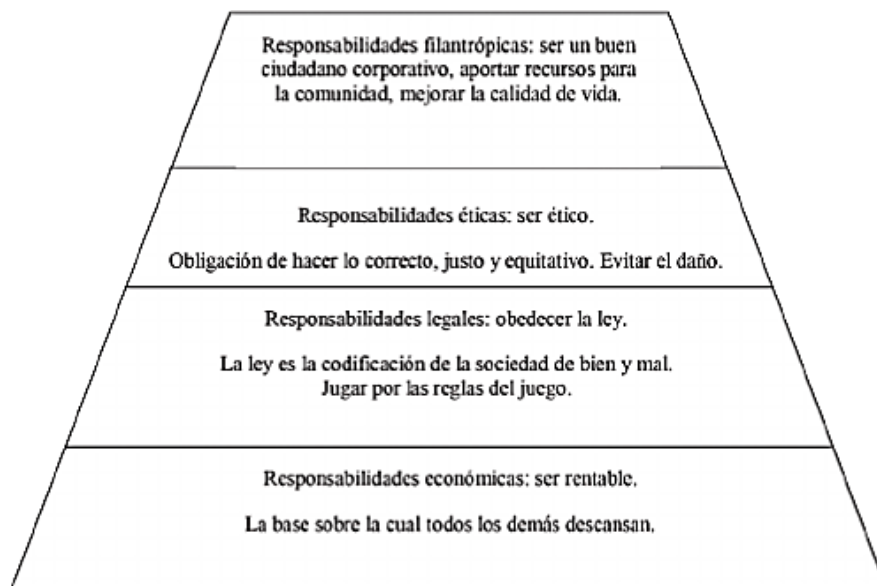 Responsabilidades filantrópicas: ser un buen
ciudadano corporativo, aportar recursos para
la comunidad, mejorar la calidad de vida.
Responsabilidades éticas: ser ético.
Obligación de hacer lo correcto, justo y equitativo. Evitar el daño.
Responsabilidades legales: obedecer la ley.
La ley es la codificación de la sociedad de bien y mal.
Jugar por las reglas del juego.
Responsabilidades económicas: ser rentable.
La base sobre la cual todos los demás descansan.